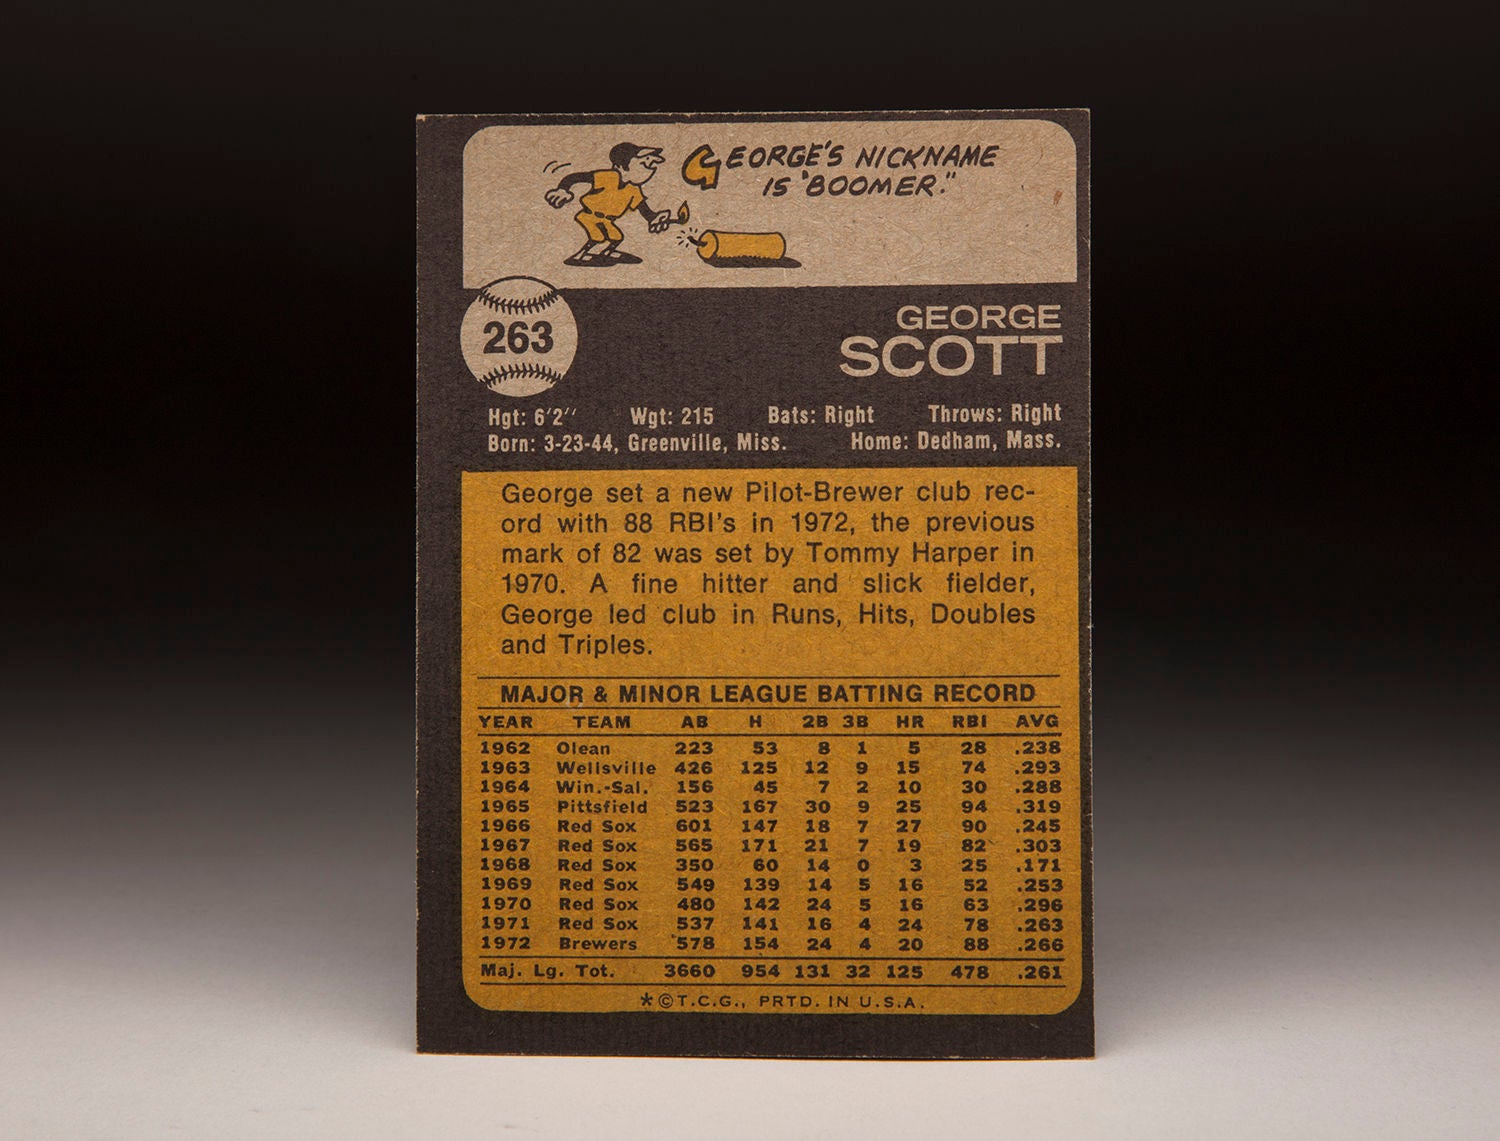 GEORGE'S NICKNAME
IS "BOOMER."
263
GEORGE
SCOTT
Hgt: 6'2" Wgt: 215 Bats: Right Throws: Right
Born: 3-23-44, Greenville, Miss. Home: Dedham, Mass.
George set a new Pilot-Brewer club rec-
ord with 88 RBI's in 1972, the previous
mark of 82 was set by Tommy Harper in
1970. A fine hitter and slick fielder,
George led club in Runs, Hits, Doubles
and Triples.
MAJOR & MINOR LEAGUE BATTING RECORD
YEAR TEAM AB H 2B 3B HR RBI AVG
1962 Olean 223 53 8 1 5 28 .238
1963 Wellsville 426 125 12 9 15 74 .293
1964 Win.-Sal. 156 45 7 2 10 30 .288
1965 Pittsfield 523 167 30 9 25 94 .319
1966 Red Sox 601 147 18 7 27 90 .245
1967 Red Sox 565 171 21 7 19 82 .303
1968 Red Sox 350 60 14 0 3 25 .171
1969 Red Sox 549 139 14 5 16 52 .253
1970 Red Sox 480 142 24 5 16 63 .296
1971 Red Sox 537 141 16 4 24 78 .263
1972 Brewers 578 154 24 4 20 88 .266
Maj. Lg. Tot. 3660 954 131 32 125 478 .261
*©T.C.G., PRTD. IN U.S.A.